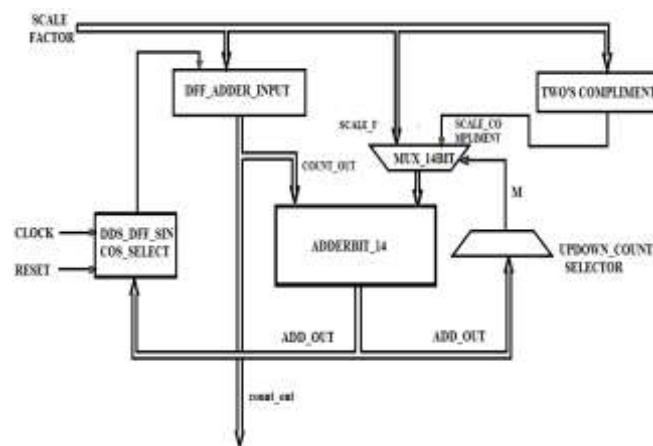 SCALE
FACTOR
DFF_ADDER_INPUT
TWO'S COMPLIMENT
SCALE_F
SCALE_CO
MPLIMENT
MUX_14BIT
COUNT_OUT
M
CLOCK
RESET
DDS_DFF_SIN
COS_SELECT
ADDERBIT_14
UPDOWN_COUNT
SELECTOR
ADD_OUT
ADD_OUT
count_out